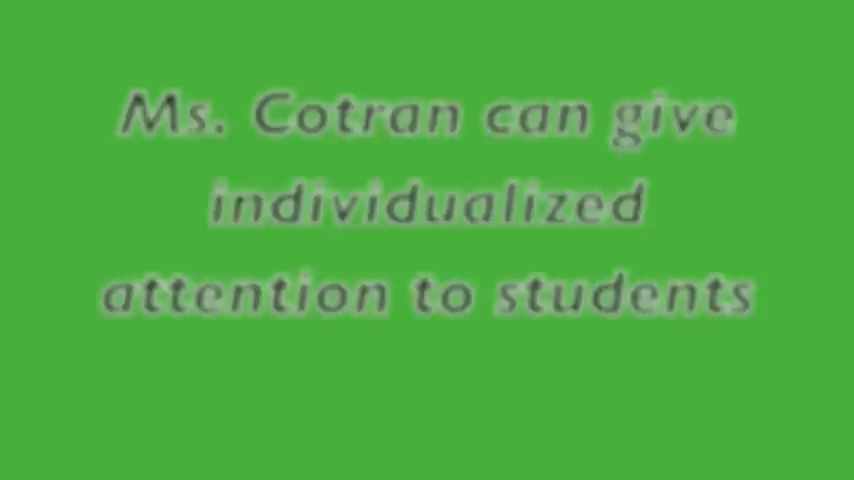 Ms. Cotran can give
individualized
attention to students